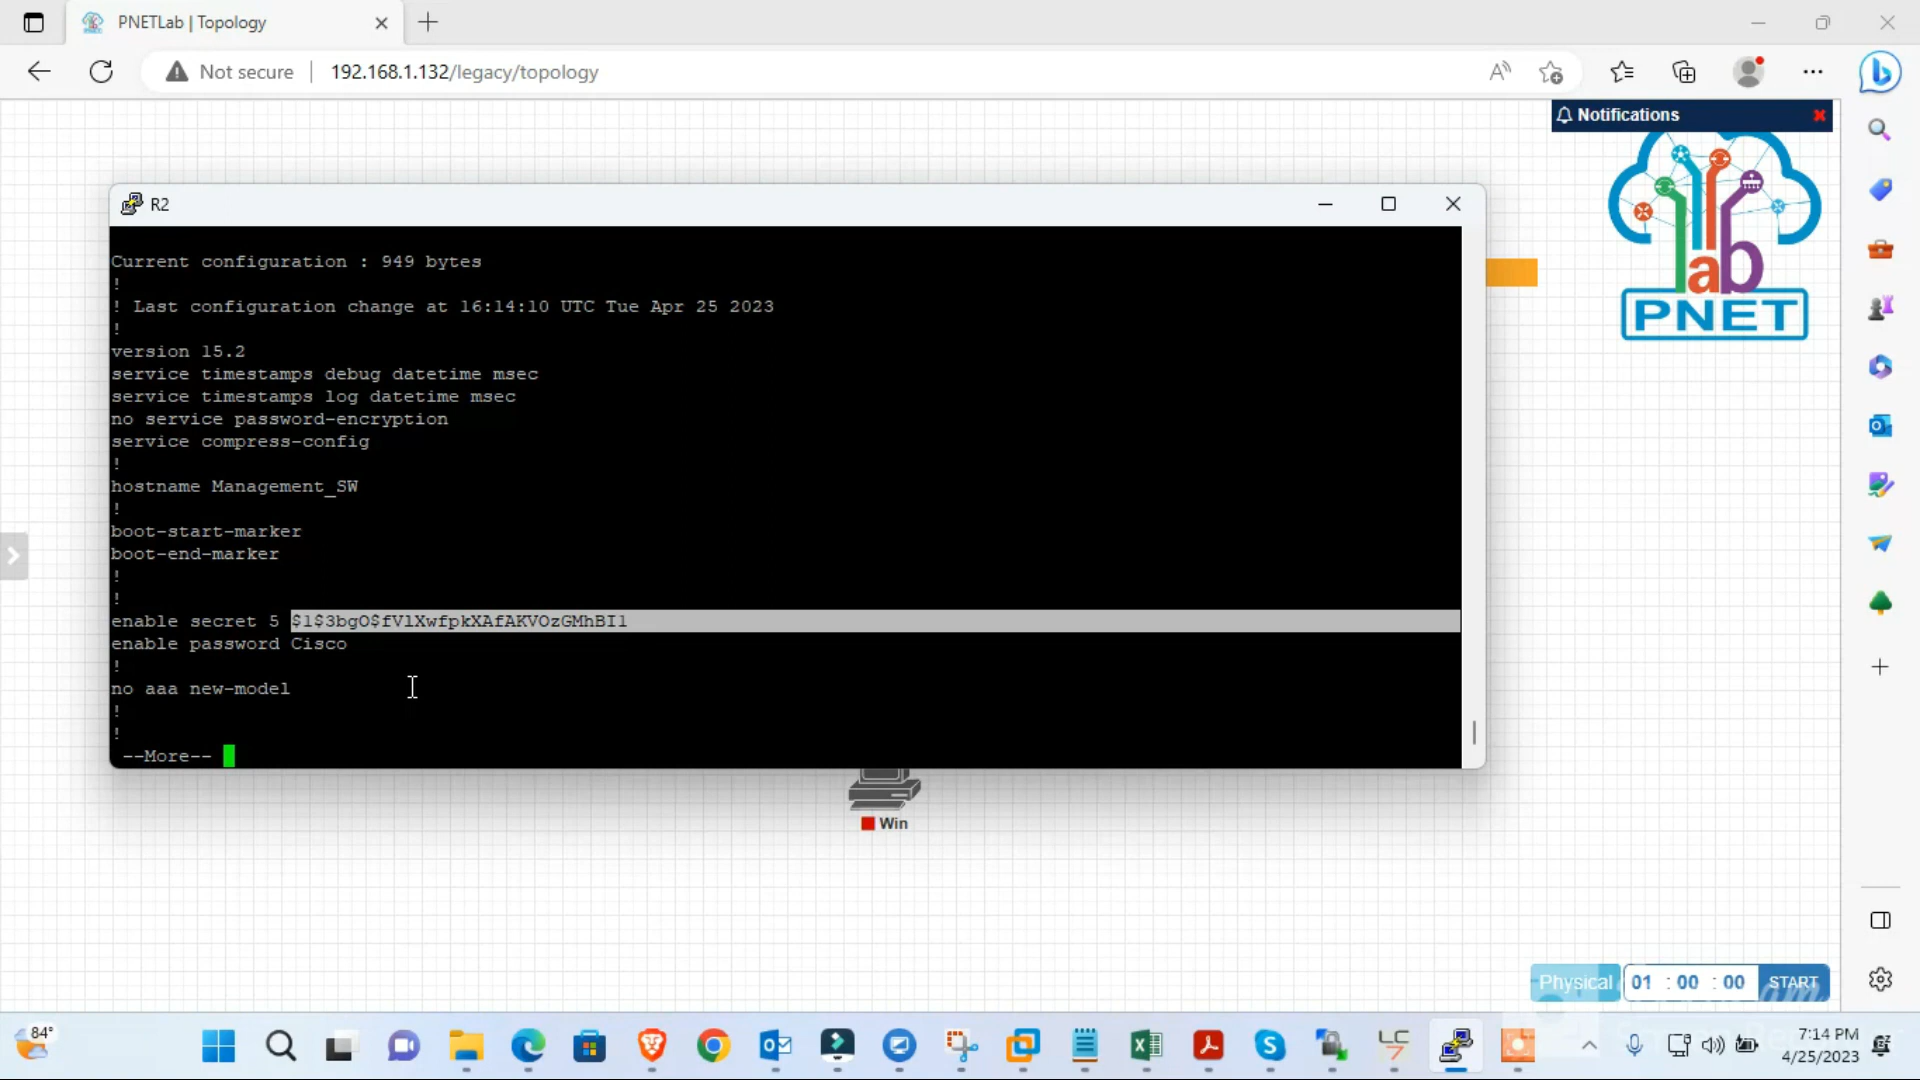 PNETLab | Topology
Not secure
192.168.1.132/legacy/topology
Notifications
lab
PNET
R2
Current configuration : 949 bytes
!
! Last configuration change at 16:14:10 UTC Tue Apr 25 2023
!
version 15.2
service timestamps debug datetime msec
service timestamps log datetime msec
no service password-encryption
service compress-config
!
hostname Management_SW
!
boot-start-marker
boot-end-marker
!
!
enable secret 5 $1$3bgO$fVlXwfpkXAfAKVOzGMhBI1
enable password Cisco
!
no aaa new-model
!
!
--More--
Win
Physical
01 : 00 : 00
START
84°
7:14 PM
4/25/2023